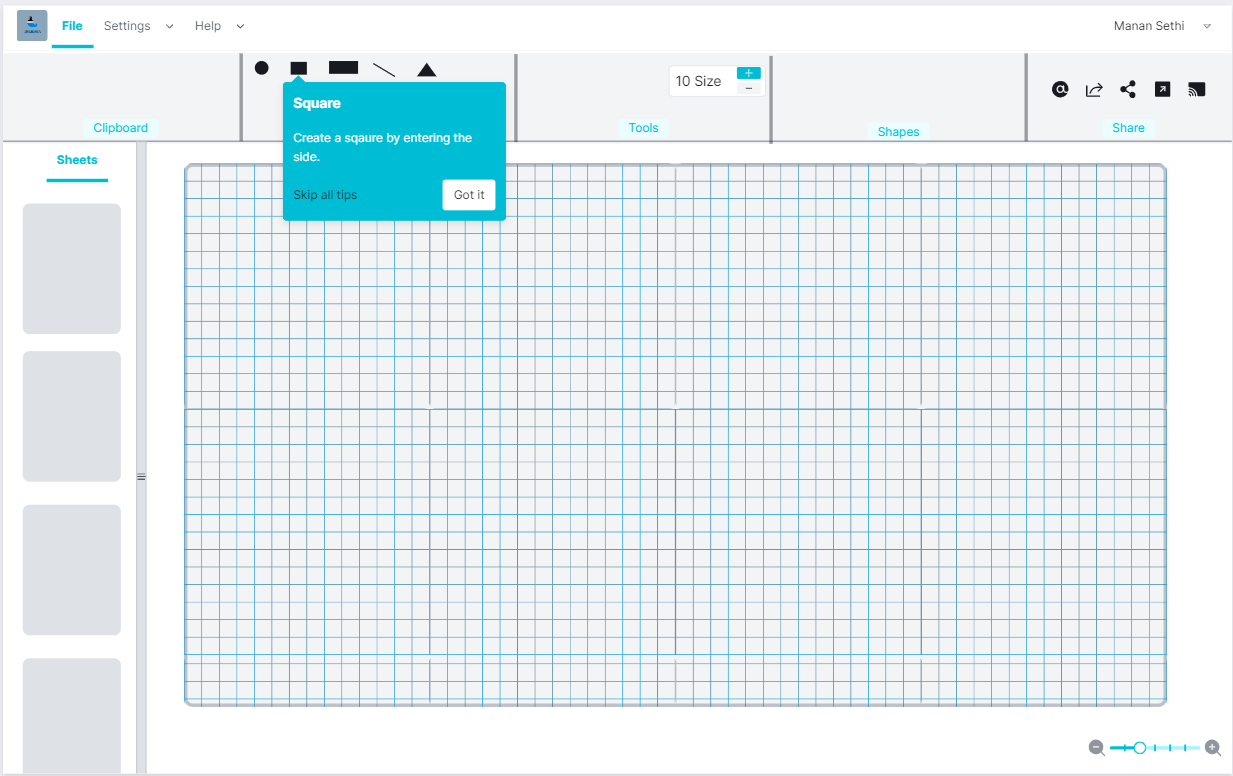 File Settings Help Manan Sethi
10 Size
Clipboard Tools Shapes Share
Square
Create a sqaure by entering the
side.
Skip all tips Got it
Sheets